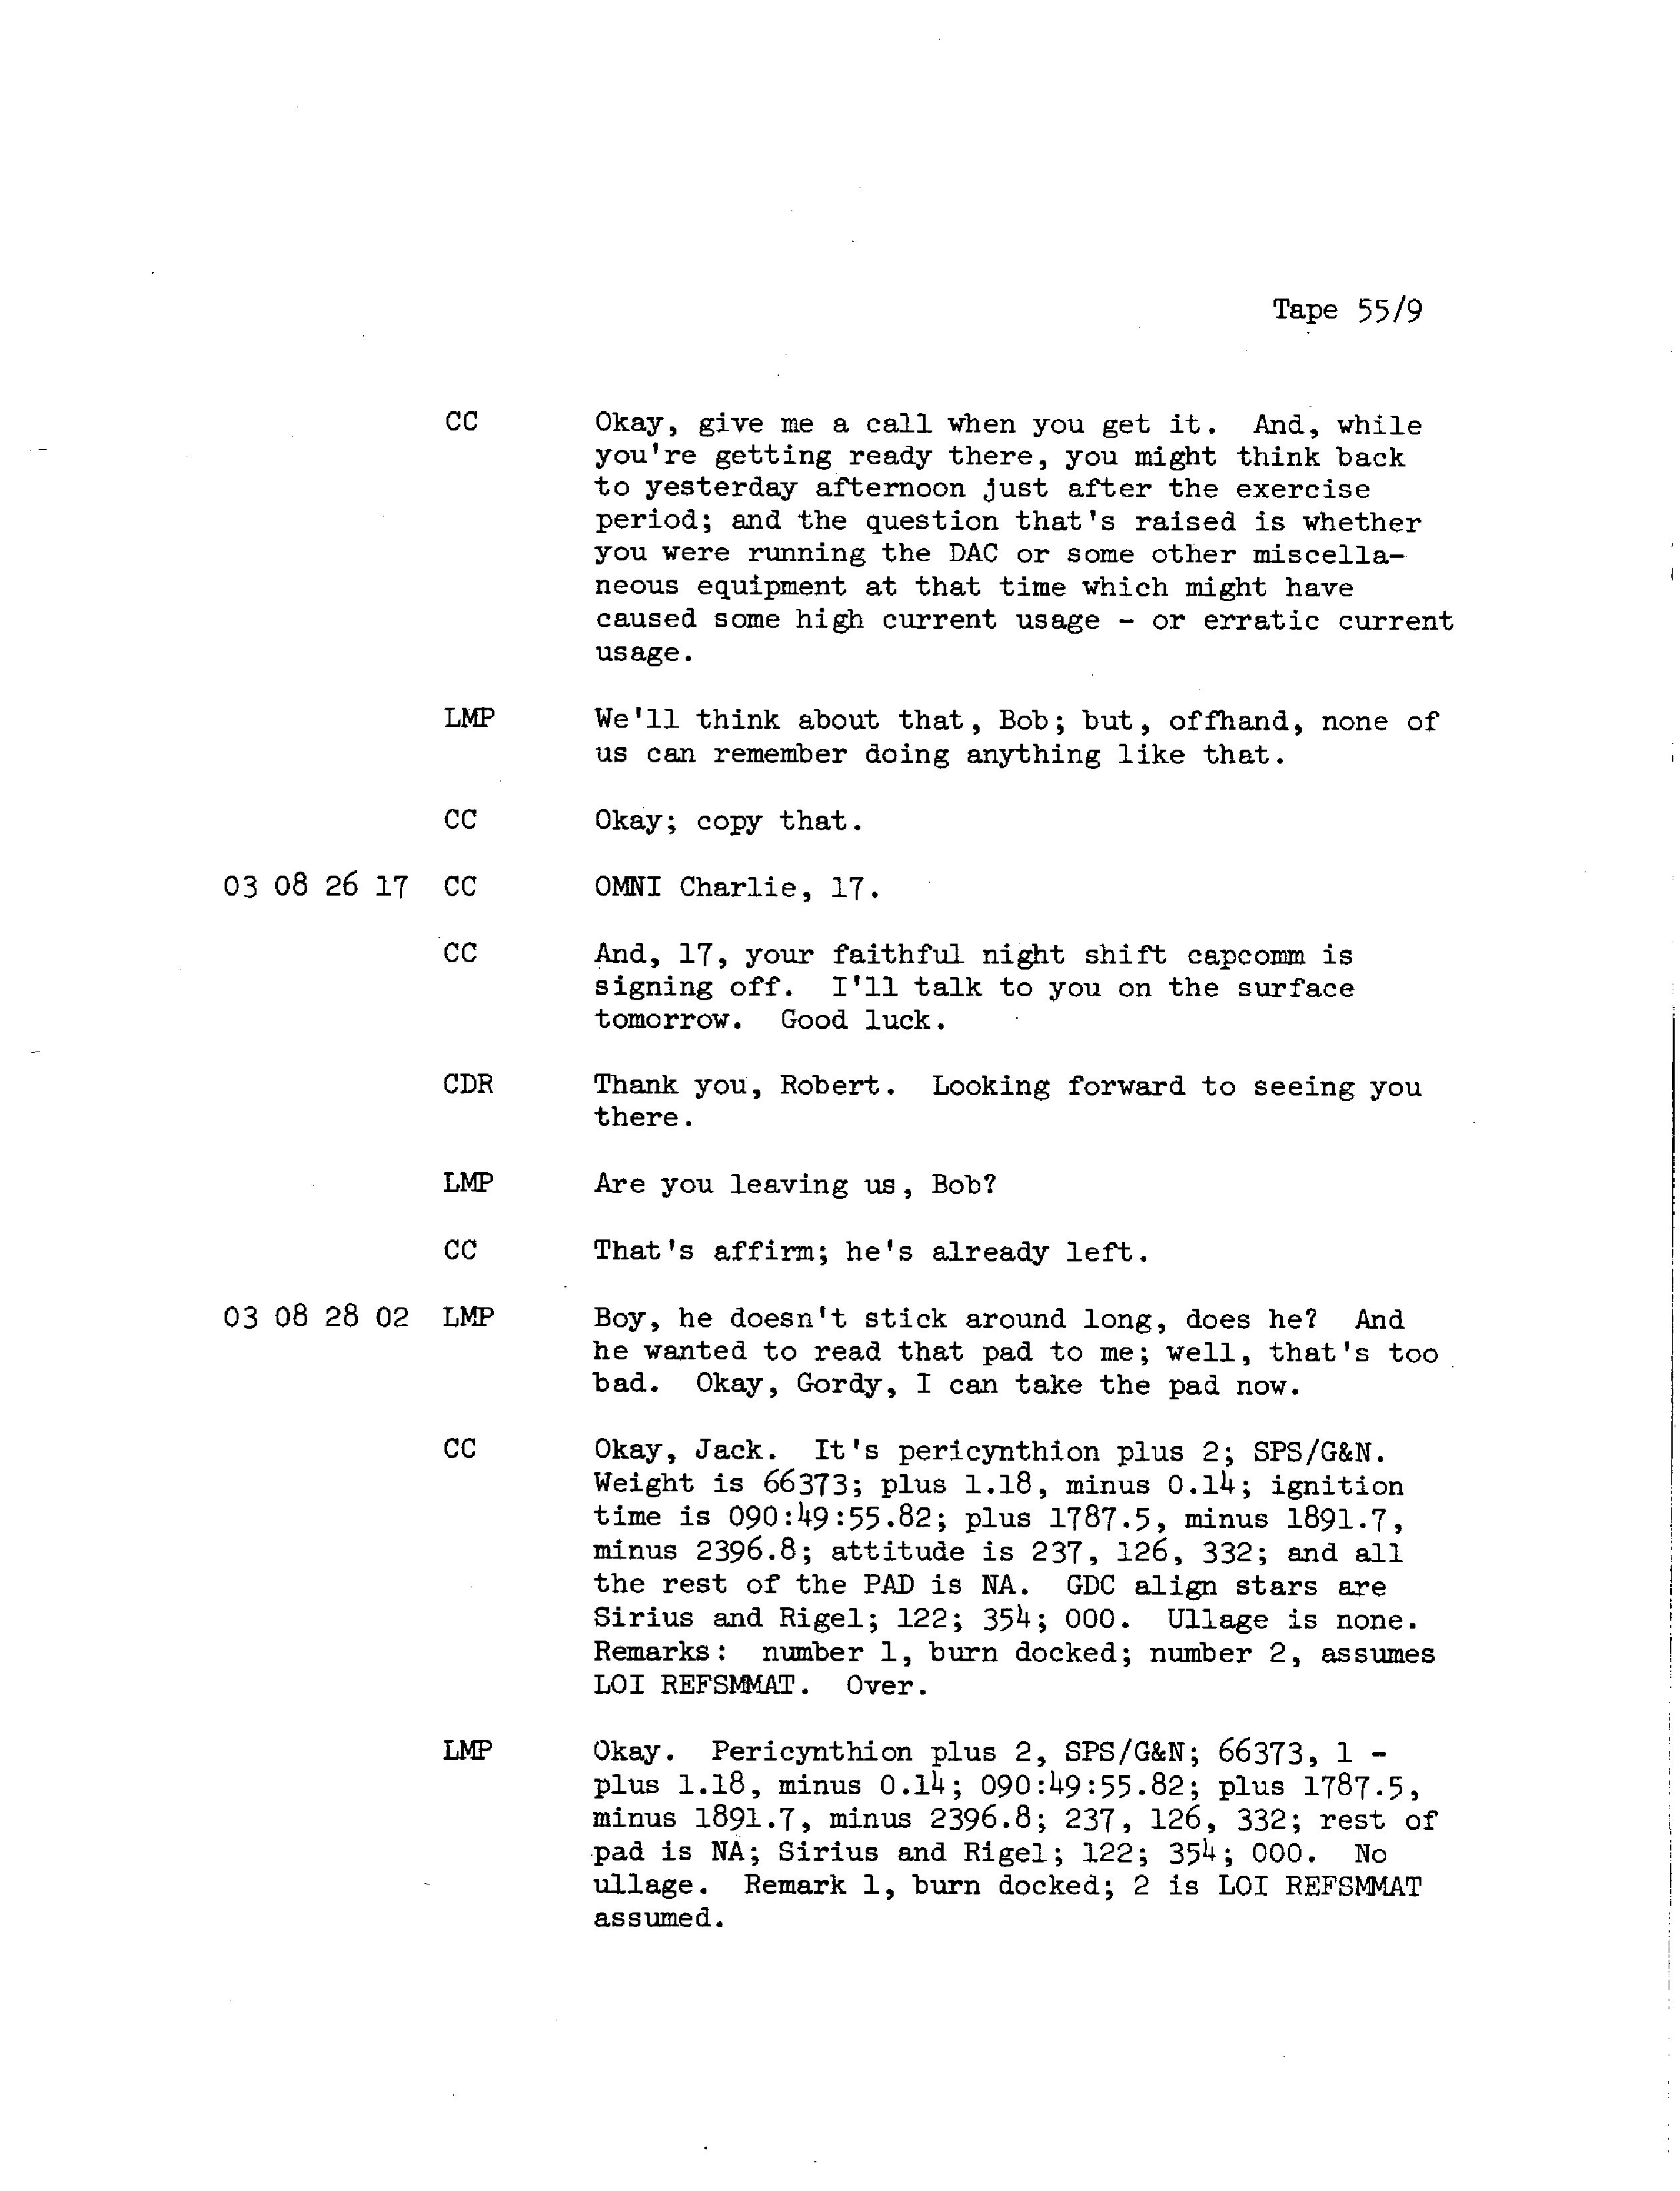 Tape 55/9
CC Okay, give me a call when you get it. And, while
you're getting ready there, you might think back
to yesterday afternoon just after the exercise
period; and the question that's raised is whether
you were running the DAC or some other miscella-
neous equipment at that time which might have
caused some high current usage - or erratic current
usage.
LMP We'll think about that, Bob; but, offhand, none of
us can remember doing anything like that.
CC Okay; copy that.
03 08 26 17 CC OMNI Charlie, 17.
CC And, 17, your faithful night shift capcomm is
signing off. I'll talk to you on the surface
tomorrow. Good luck.
CDR Thank you, Robert. Looking forward to seeing you
there.
LMP Are you leaving us, Bob?
CC That's affirm; he's already left.
03 08 28 02 LMP Boy, he doesn't stick around long, does he? And
he wanted to read that pad to me; well, that's too
bad. Okay, Gordy, I can take the pad now.
CC Okay, Jack. It's pericynthion plus 2; SPS/G&N.
Weight is 66373; plus 1.18, minus 0.14; ignition
time is 090:49:55.82; plus 1787.5, minus 1891.7,
minus 2396.8; attitude is 237, 126, 332; and all
the rest of the PAD is NA. GDC align stars are
Sirius and Rigel; 122; 354; 000. Ullage is none.
Remarks: number 1, burn docked; number 2, assumes
LOI REFSMMAT. Over.
LMP Okay. Pericynthion plus 2, SPS/G&N; 66373, 1 -
plus 1.18, minus 0.14; 090:49:55.82; plus 1787.5,
minus 1891.7, minus 2396.8; 237, 126, 332; rest of
pad is NA; Sirius and Rigel; 122; 354; 000. No
ullage. Remark 1, burn docked; 2 is LOI REFSMMAT
assumed.